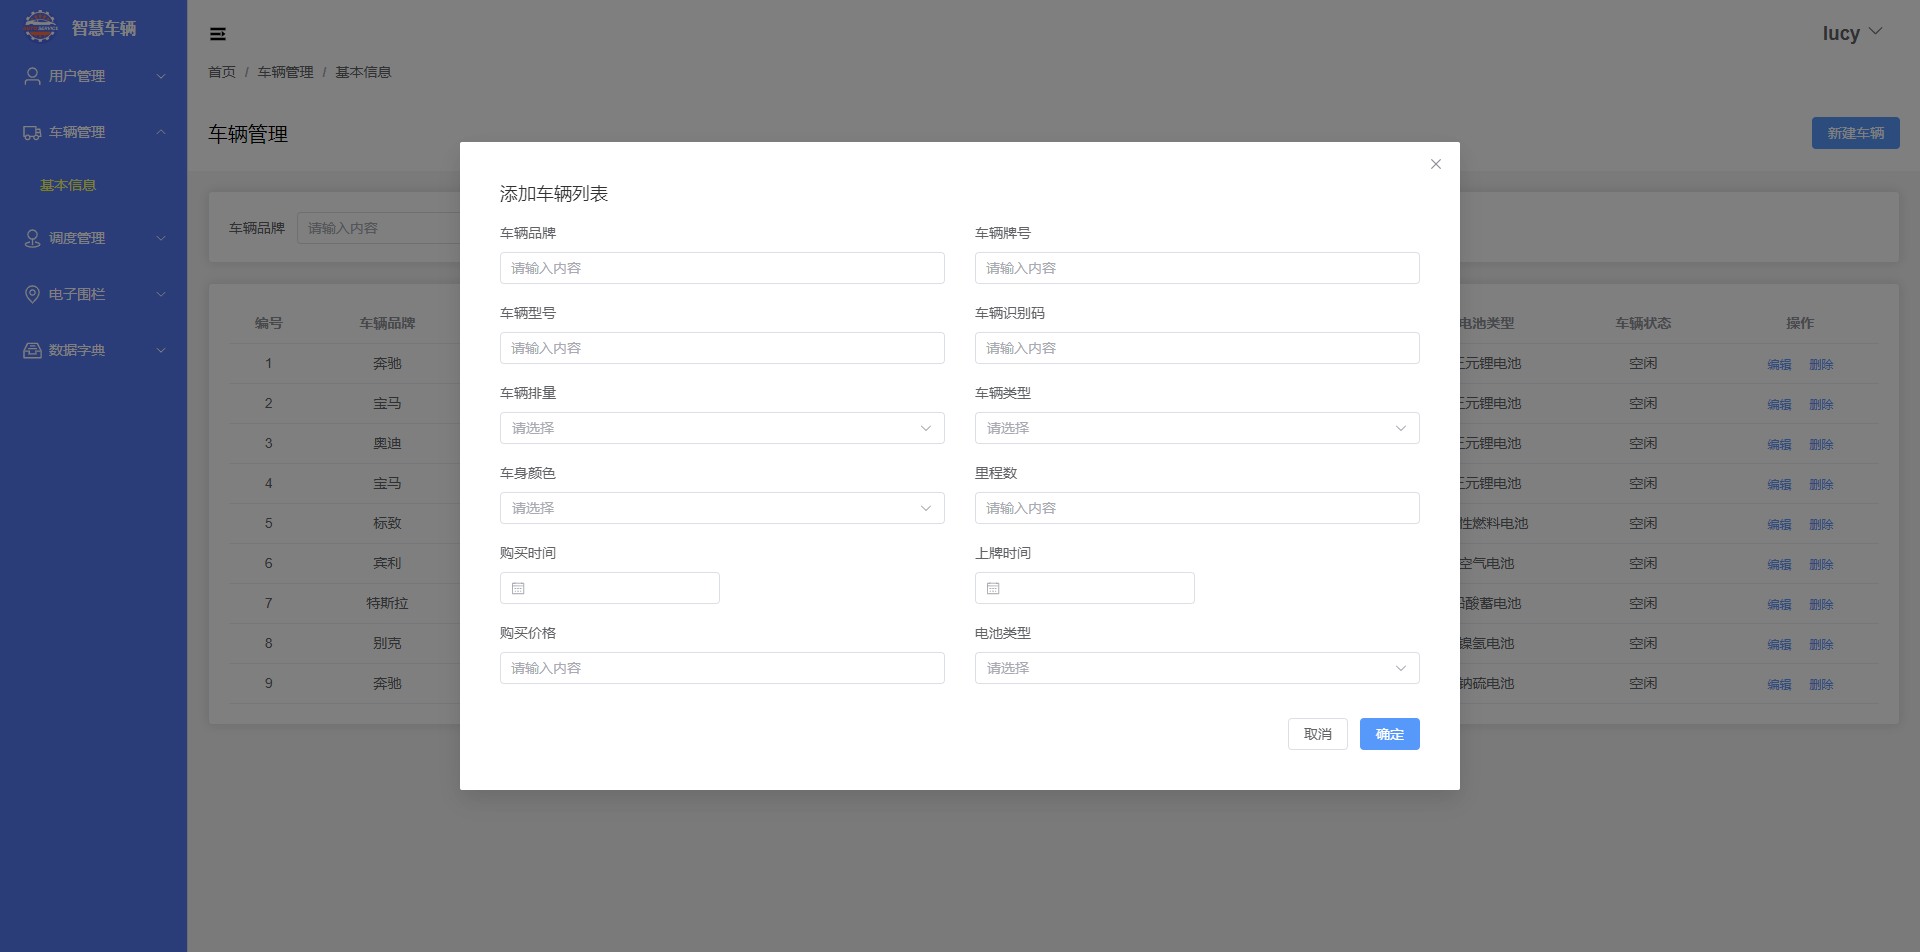 智慧车辆
用户管理
车辆管理
基本信息
调度管理
电子围栏
数据字典
lucy
首页 / 车辆管理 / 基本信息
车辆管理
新建车辆
车辆品牌 请输入内容
编号 车辆品牌 电池类型 车辆状态 操作
1 奔驰 元锂电池 空闲 编辑 删除
2 宝马 元锂电池 空闲 编辑 删除
3 奥迪 元锂电池 空闲 编辑 删除
4 宝马 元锂电池 空闲 编辑 删除
5 标致 性燃料电池 空闲 编辑 删除
6 宾利 空气电池 空闲 编辑 删除
7 特斯拉 酸蓄电池 空闲 编辑 删除
8 别克 镍氢电池 空闲 编辑 删除
9 奔驰 钠硫电池 空闲 编辑 删除
添加车辆列表
车辆品牌 车辆牌号
请输入内容 请输入内容
车辆型号 车辆识别码
请输入内容 请输入内容
车辆排量 车辆类型
请选择 请选择
车身颜色 里程数
请选择 请输入内容
购买时间 上牌时间
购买价格 电池类型
请输入内容 请选择
取消 确定